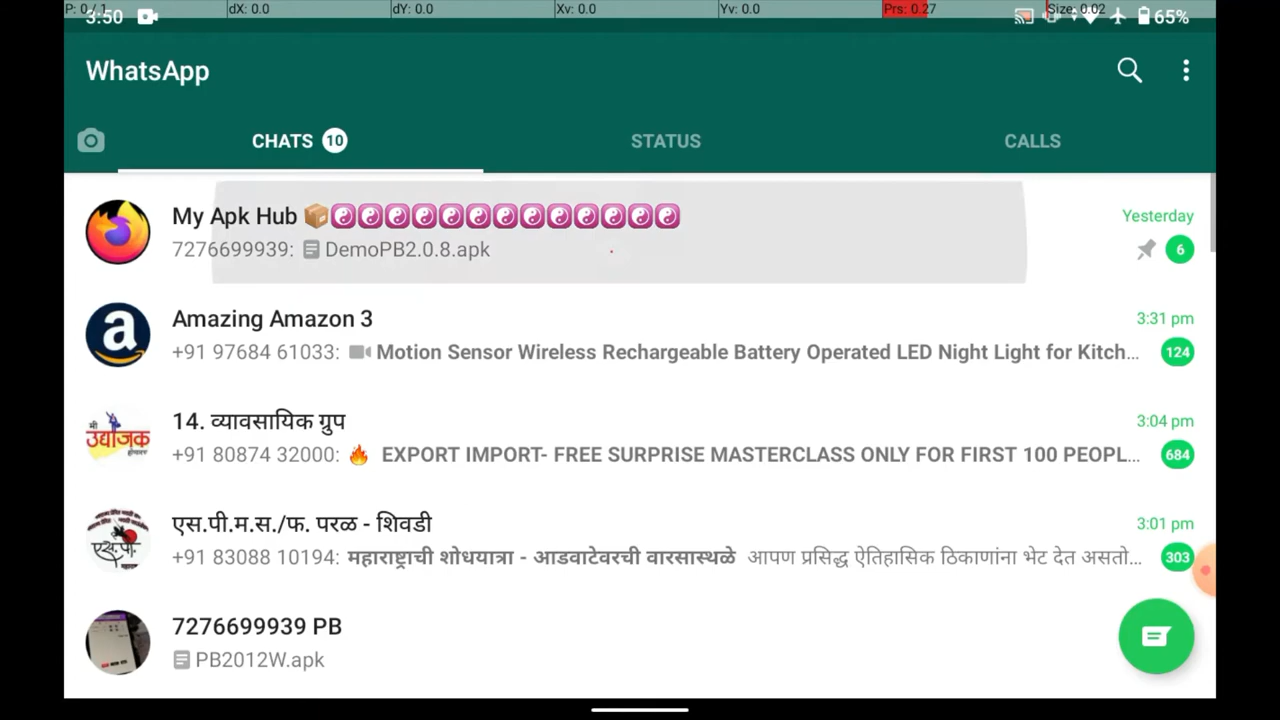 P: 0 / 1 dX: 0.0 dY: 0.0 Xv: 0.0 Yv: 0.0 Prs: 0.27 Size: 0.02
3:50 65%
WhatsApp
CHATS 10 STATUS CALLS
My Apk Hub 📦☯️☯️☯️☯️☯️☯️☯️☯️☯️☯️☯️☯️☯️ Yesterday
7276699939: DemoPB2.0.8.apk 6
Amazing Amazon 3 3:31 pm
+91 97684 61033: Motion Sensor Wireless Rechargeable Battery Operated LED Night Light for Kitch... 124
14. व्यावसायिक ग्रुप 3:04 pm
+91 80874 32000: 🔥 EXPORT IMPORT- FREE SURPRISE MASTERCLASS ONLY FOR FIRST 100 PEOPL... 684
एस.पी.म.स./फ. परळ - शिवडी 3:01 pm
+91 83088 10194: महाराष्ट्राची शोधयात्रा - आडवाटेवरची वारसास्थळे आपण प्रसिद्ध ऐतिहासिक ठिकाणांना भेट देत असतो... 303
7276699939 PB
PB2012W.apk
a
मी
उद्योजक
होणारच
एस.पी.